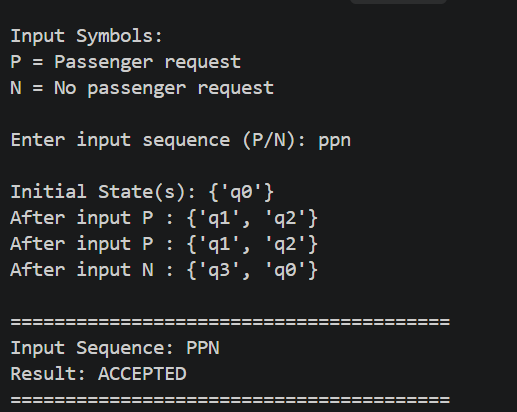 Input Symbols:
P = Passenger request
N = No passenger request
Enter input sequence (P/N): ppn
Initial State(s): {'q0'}
After input P : {'q1', 'q2'}
After input P : {'q1', 'q2'}
After input N : {'q3', 'q0'}
========================================
Input Sequence: PPN
Result: ACCEPTED
========================================